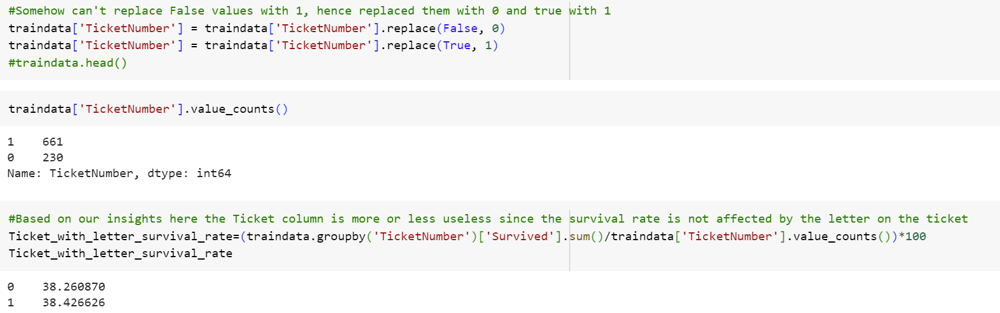 #Somehow can't replace False values with 1, hence replaced them with 0 and true with 1
traindata['TicketNumber'] = traindata['TicketNumber'].replace(False, 0)
traindata['TicketNumber'] = traindata['TicketNumber'].replace(True, 1)
#traindata.head()
traindata['TicketNumber'].value_counts()
1    661
0    230
Name: TicketNumber, dtype: int64
#Based on our insights here the Ticket column is more or less useless since the survival rate is not affected by the letter on the ticket
Ticket_with_letter_survival_rate=(traindata.groupby('TicketNumber')['Survived'].sum()/traindata['TicketNumber'].value_counts())*100
Ticket_with_letter_survival_rate
0    38.260870
1    38.426626